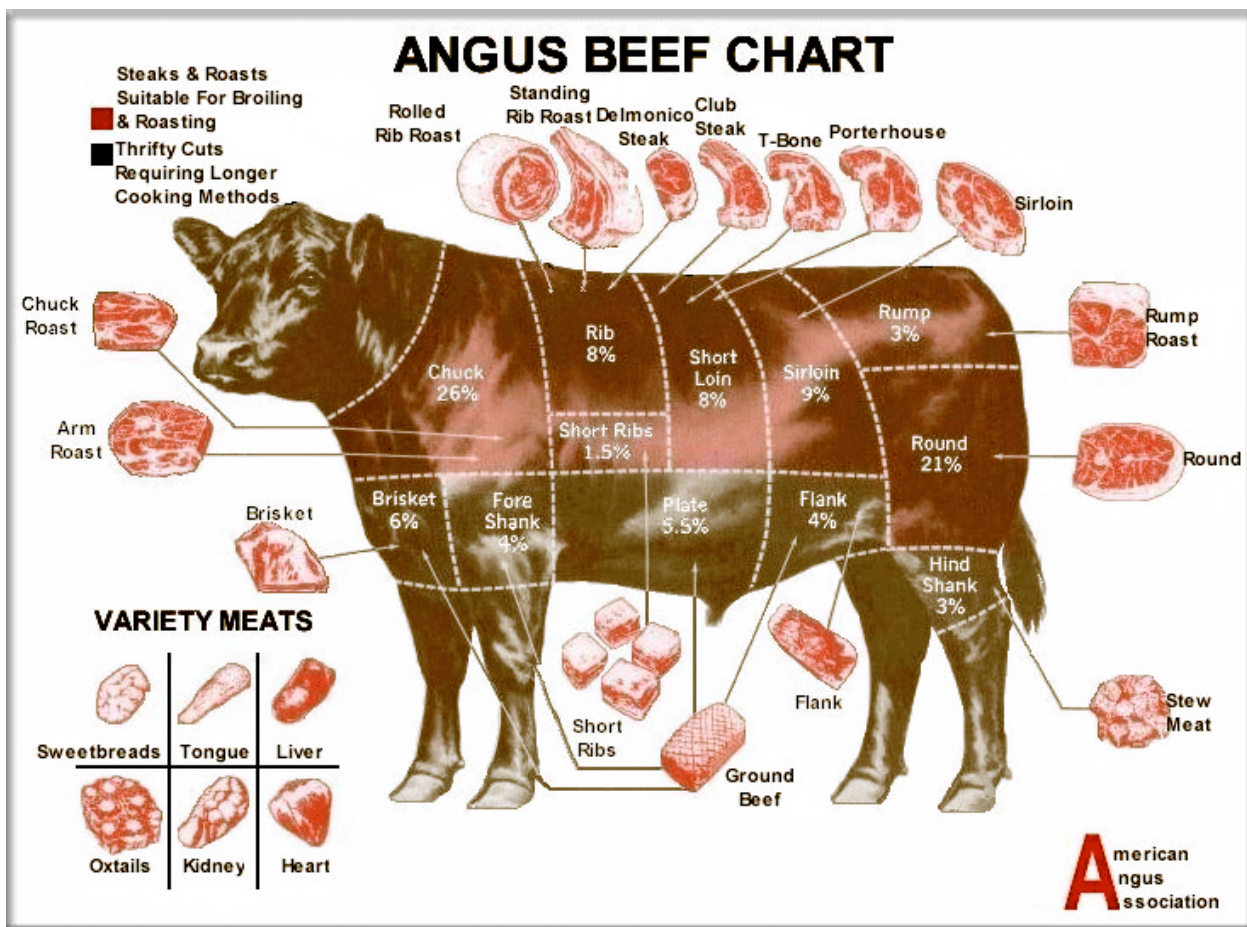 ANGUS BEEF CHART
Steaks & Roasts
Suitable For Broiling
& Roasting
Thrifty Cuts
Requiring Longer
Cooking Methods
Rolled
Rib Roast
Standing
Rib Roast
Delmonico
Steak
Club
Steak
T-Bone
Porterhouse
Sirloin
Chuck
Roast
Arm
Roast
Brisket
Chuck
26%
Rib
8%
Short Ribs
1.5%
Short
Loin
8%
Sirloin
9%
Rump
3%
Round
21%
Rump
Roast
Round
Brisket
6%
Fore
Shank
4%
Plate
5.5%
Flank
4%
Hind
Shank
3%
Short
Ribs
Ground
Beef
Flank
Stew
Meat
VARIETY MEATS
Sweetbreads
Tongue
Liver
Oxtails
Kidney
Heart
American
Angus
Association